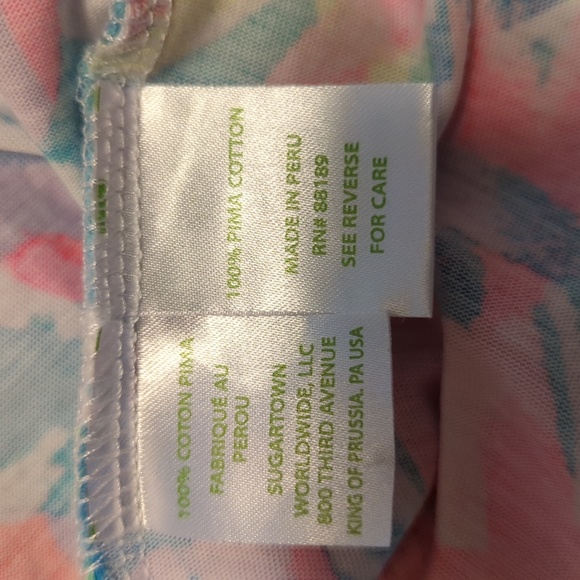 100% PIMA COTTON
MADE IN PERU
RN# 88189
SEE REVERSE
FOR CARE
100% COTON PIMA
FABRIQUÉ AU
PEROU
SUGARTOWN
WORLDWIDE, LLC
800 THIRD AVENUE
KING OF PRUSSIA. PA USA